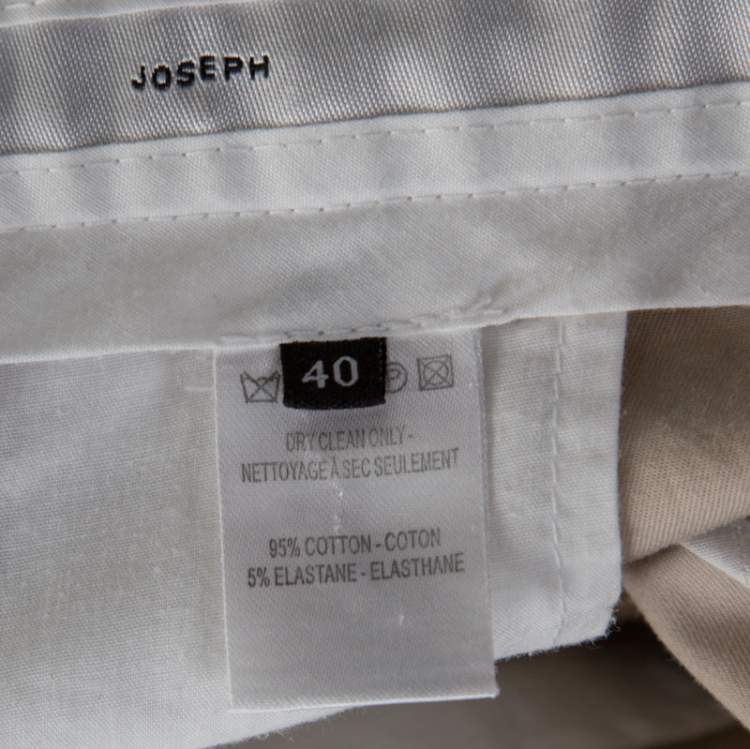 JOSEPH
40
P
DRY CLEAN ONLY -
NETTOYAGE À SEC SEULEMENT
95% COTTON - COTON
5% ELASTANE - ELASTHANE